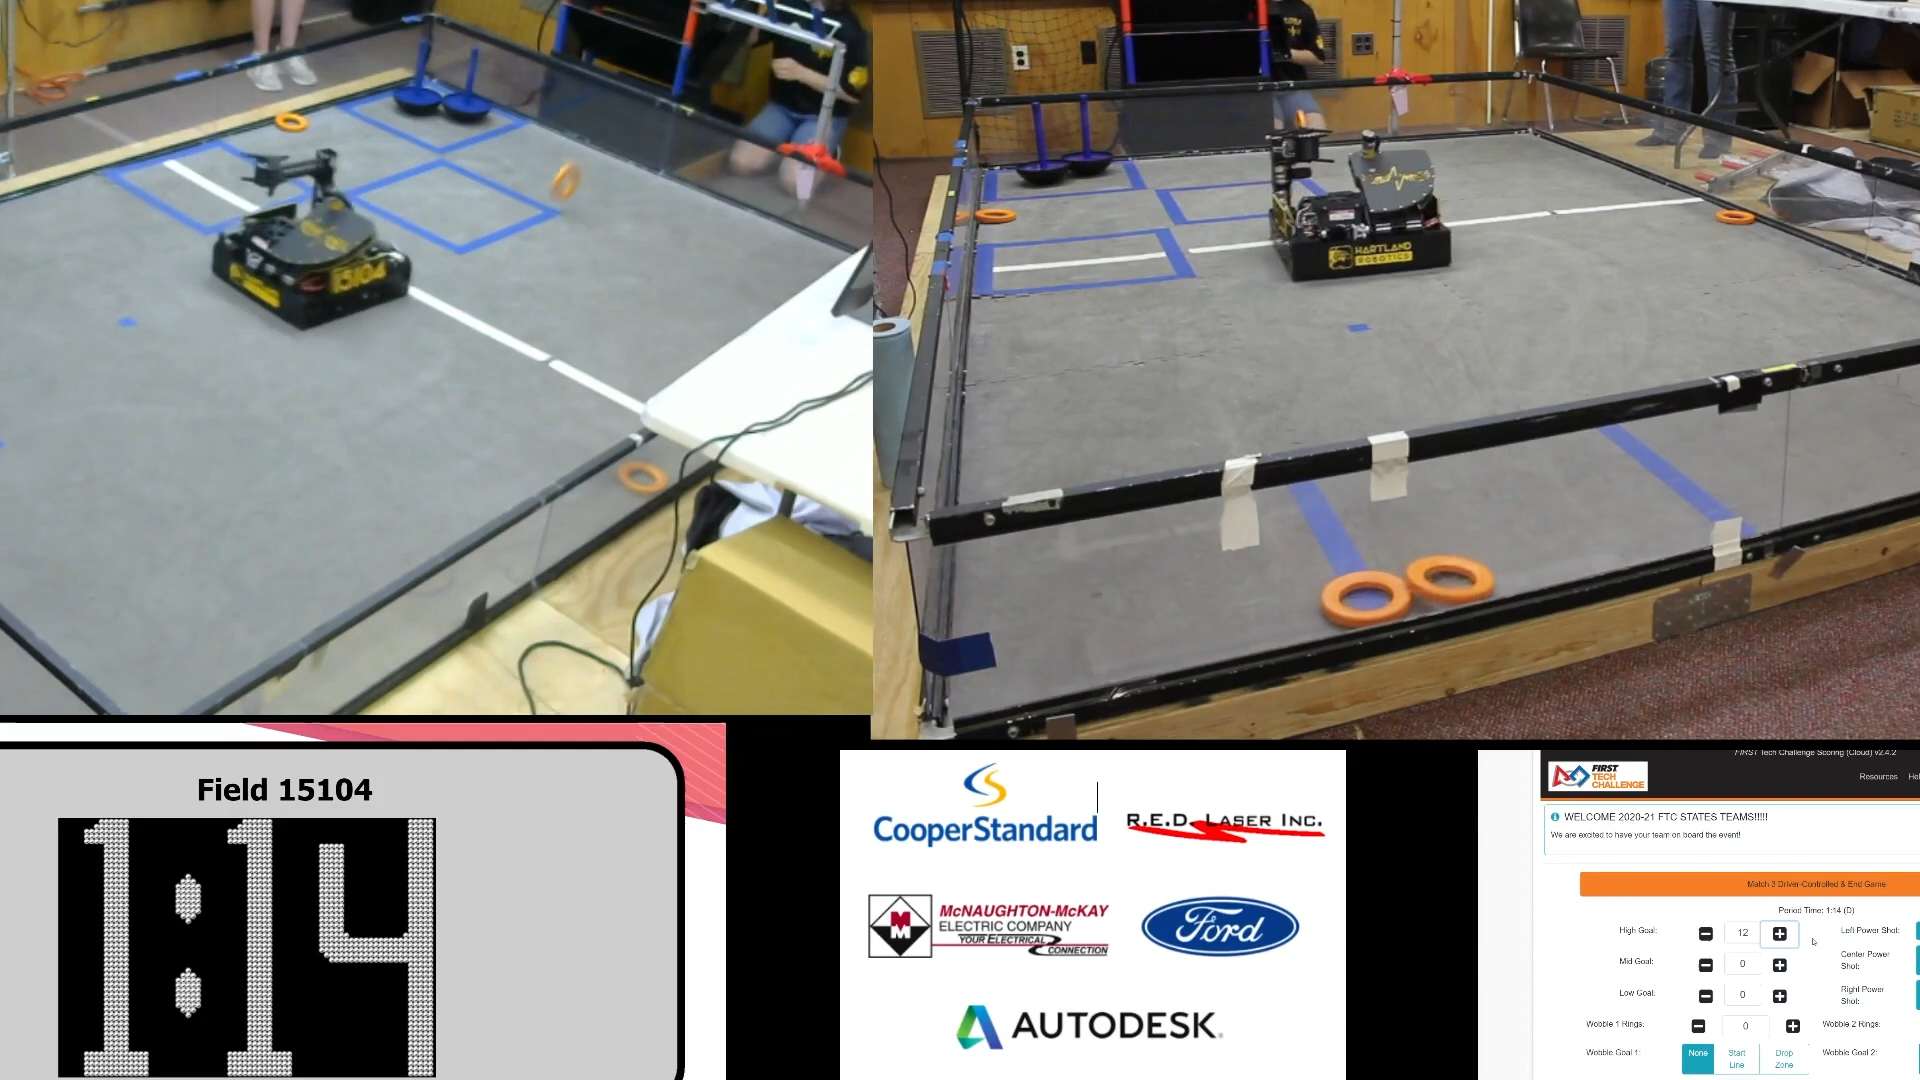 15104
HARTLAND
ROBOTICS
Field 15104
1:14
CooperStandard
R.E.D. LASER INC.
MCNAUGHTON-MCKAY
ELECTRIC COMPANY
YOUR ELECTRICAL
CONNECTION
Ford
AUTODESK.
FIRST Tech Challenge Scoring (Cloud) v2.4.2
FIRST
TECH
CHALLENGE
Resources
WELCOME 2020-21 FTC STATES TEAMS!!!!!
We are excited to have your team on board the event!
Match 3 Driver-Controlled & End Game
Period Time: 1:14 (D)
High Goal: 12 Left Power Shot:
Mid Goal: 0 Center Power
Shot:
Low Goal: 0 Right Power
Shot:
Wobble 1 Rings: 0 Wobble 2 Rings:
Wobble Goal 1: None Start
Line Drop
Zone Wobble Goal 2: